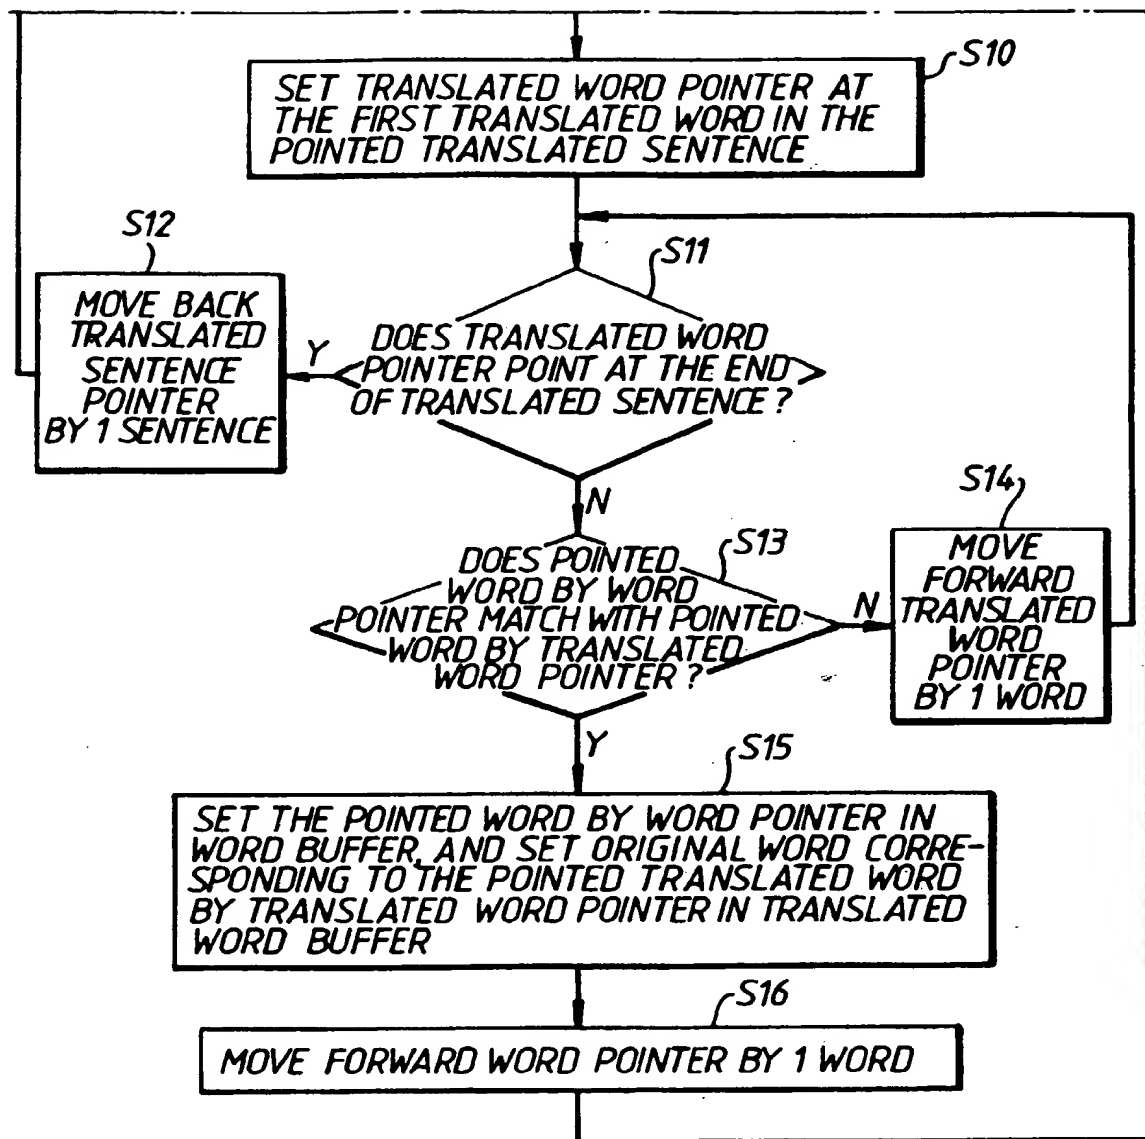 S10
SET TRANSLATED WORD POINTER AT
THE FIRST TRANSLATED WORD IN THE
POINTED TRANSLATED SENTENCE
S12
MOVE BACK
TRANSLATED
SENTENCE
POINTER
BY 1 SENTENCE
S11
DOES TRANSLATED WORD
POINTER POINT AT THE END
OF TRANSLATED SENTENCE?
Y
N
S13
DOES POINTED
WORD BY WORD
POINTER MATCH WITH POINTED
WORD BY TRANSLATED
WORD POINTER?
N
S14
MOVE
FORWARD
TRANSLATED
WORD
POINTER
BY 1 WORD
Y
S15
SET THE POINTED WORD BY WORD POINTER IN
WORD BUFFER, AND SET ORIGINAL WORD CORRE-
SPONDING TO THE POINTED TRANSLATED WORD
BY TRANSLATED WORD POINTER IN TRANSLATED
WORD BUFFER
S16
MOVE FORWARD WORD POINTER BY 1 WORD